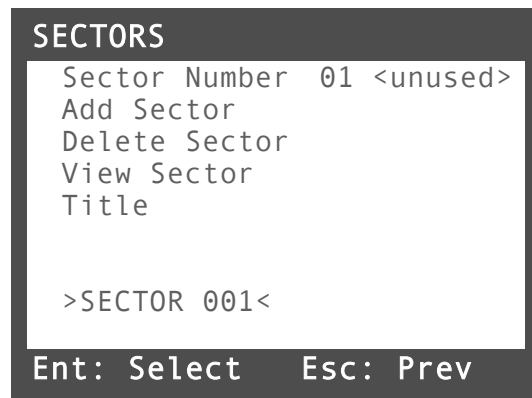 SECTORS
Sector Number 01 <unused>
Add Sector
Delete Sector
View Sector
Title
>SECTOR 001<
Ent: Select Esc: Prev